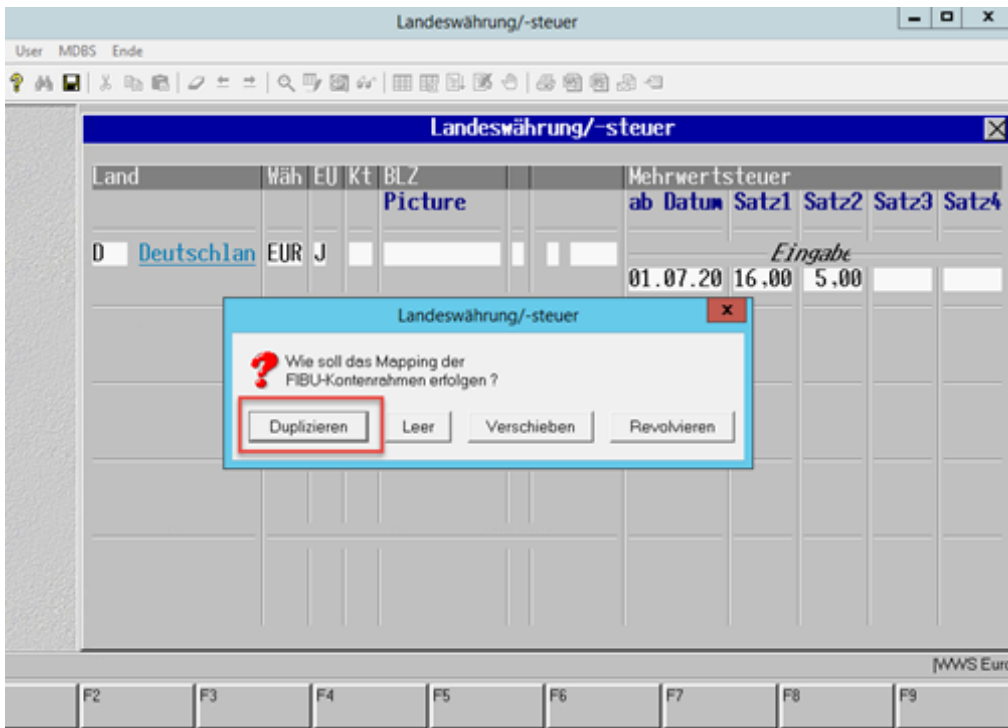 Landeswährung/-steuer
User MDBS Ende
Landeswährung/-steuer
Land Wäh EU Kt BLZ Mehrwertsteuer
Picture ab Datum Satz1 Satz2 Satz3 Satz4
D Deutschlan EUR J Eingabe
01.07.20 16,00 5,00
Landeswährung/-steuer
Wie soll das Mapping der
FIBU-Kontenrahmen erfolgen ?
Duplizieren Leer Verschieben Revolvieren
WWS Euro
F2 F3 F4 F5 F6 F7 F8 F9